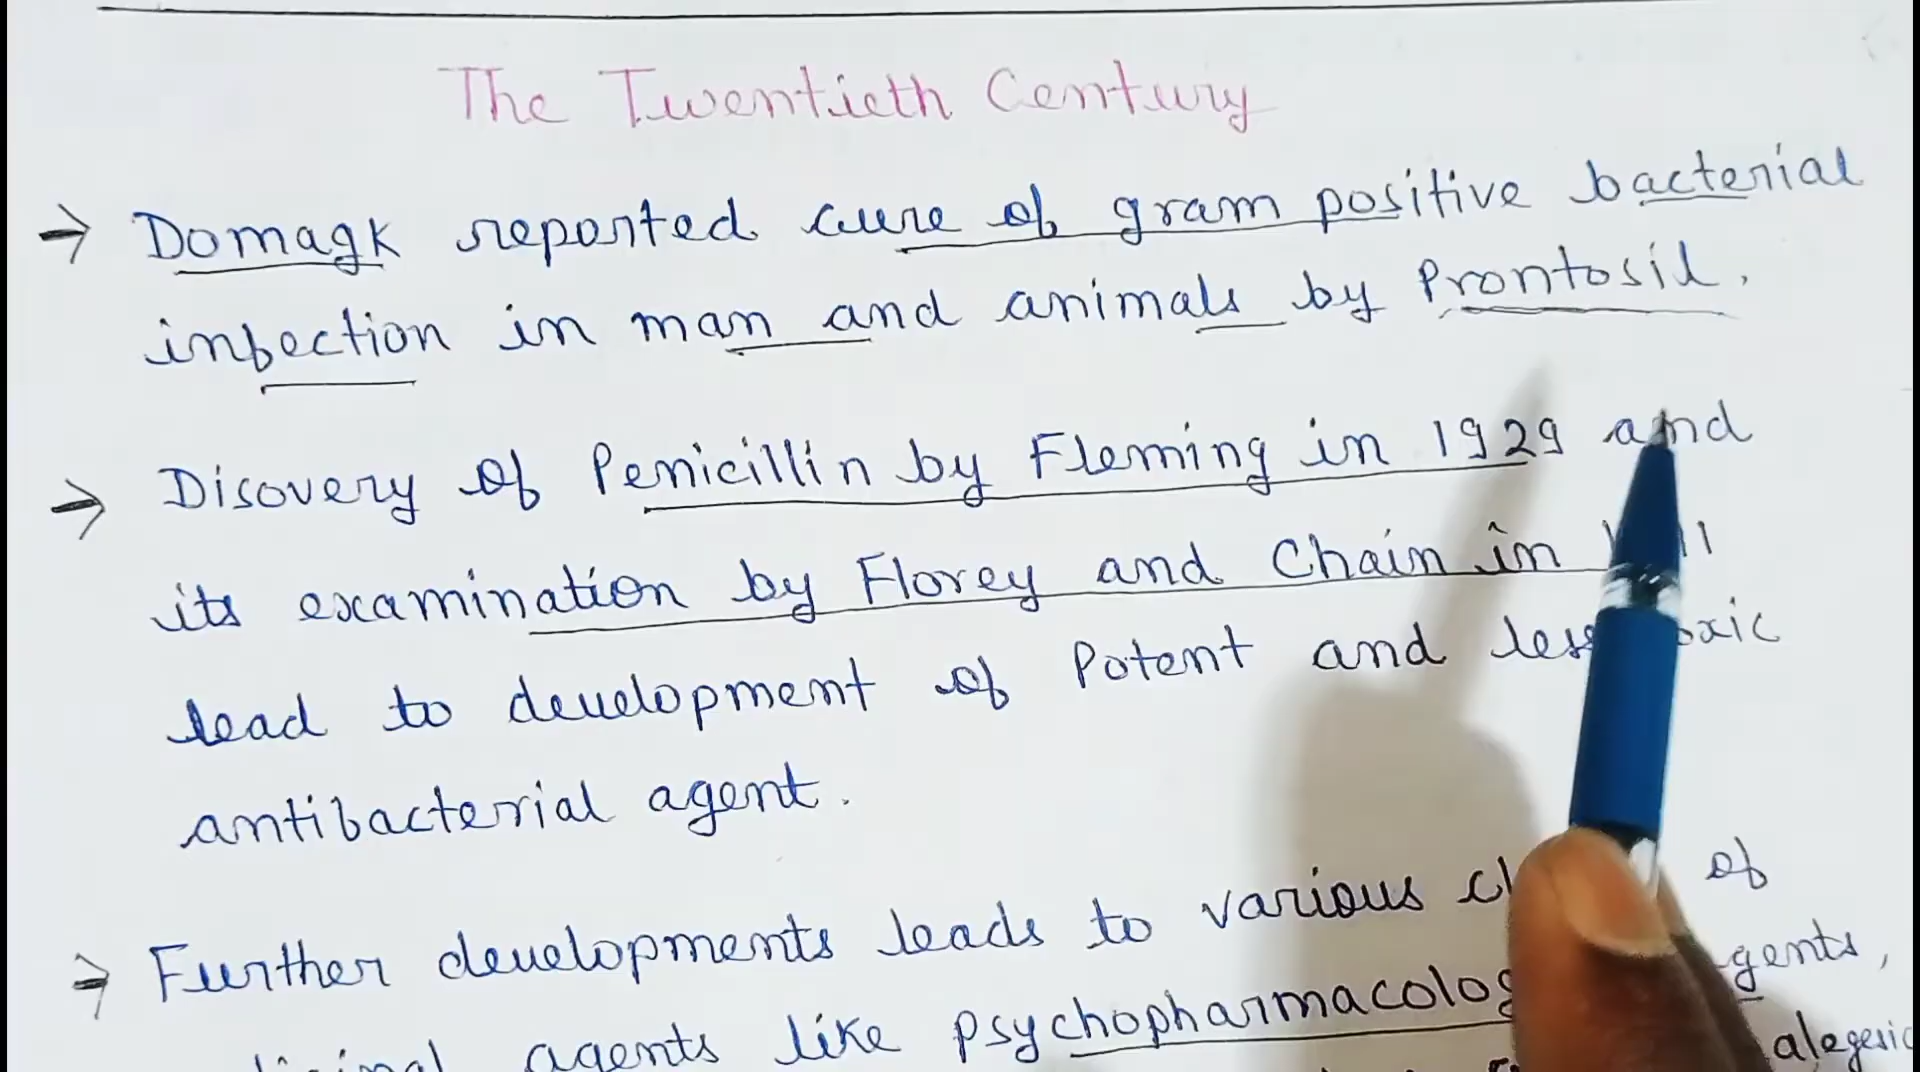 The Twentieth Century
→ Domagk reported cure of gram positive bacterial
infection in man and animals by Prontosil.
→ Disovery of Penicillin by Fleming in 1929 and
its examination by Florey and Chain in
lead to development of Potent and less
antibacterial agent.
→ Further developments leads to various of
agents like psychopharmacolog